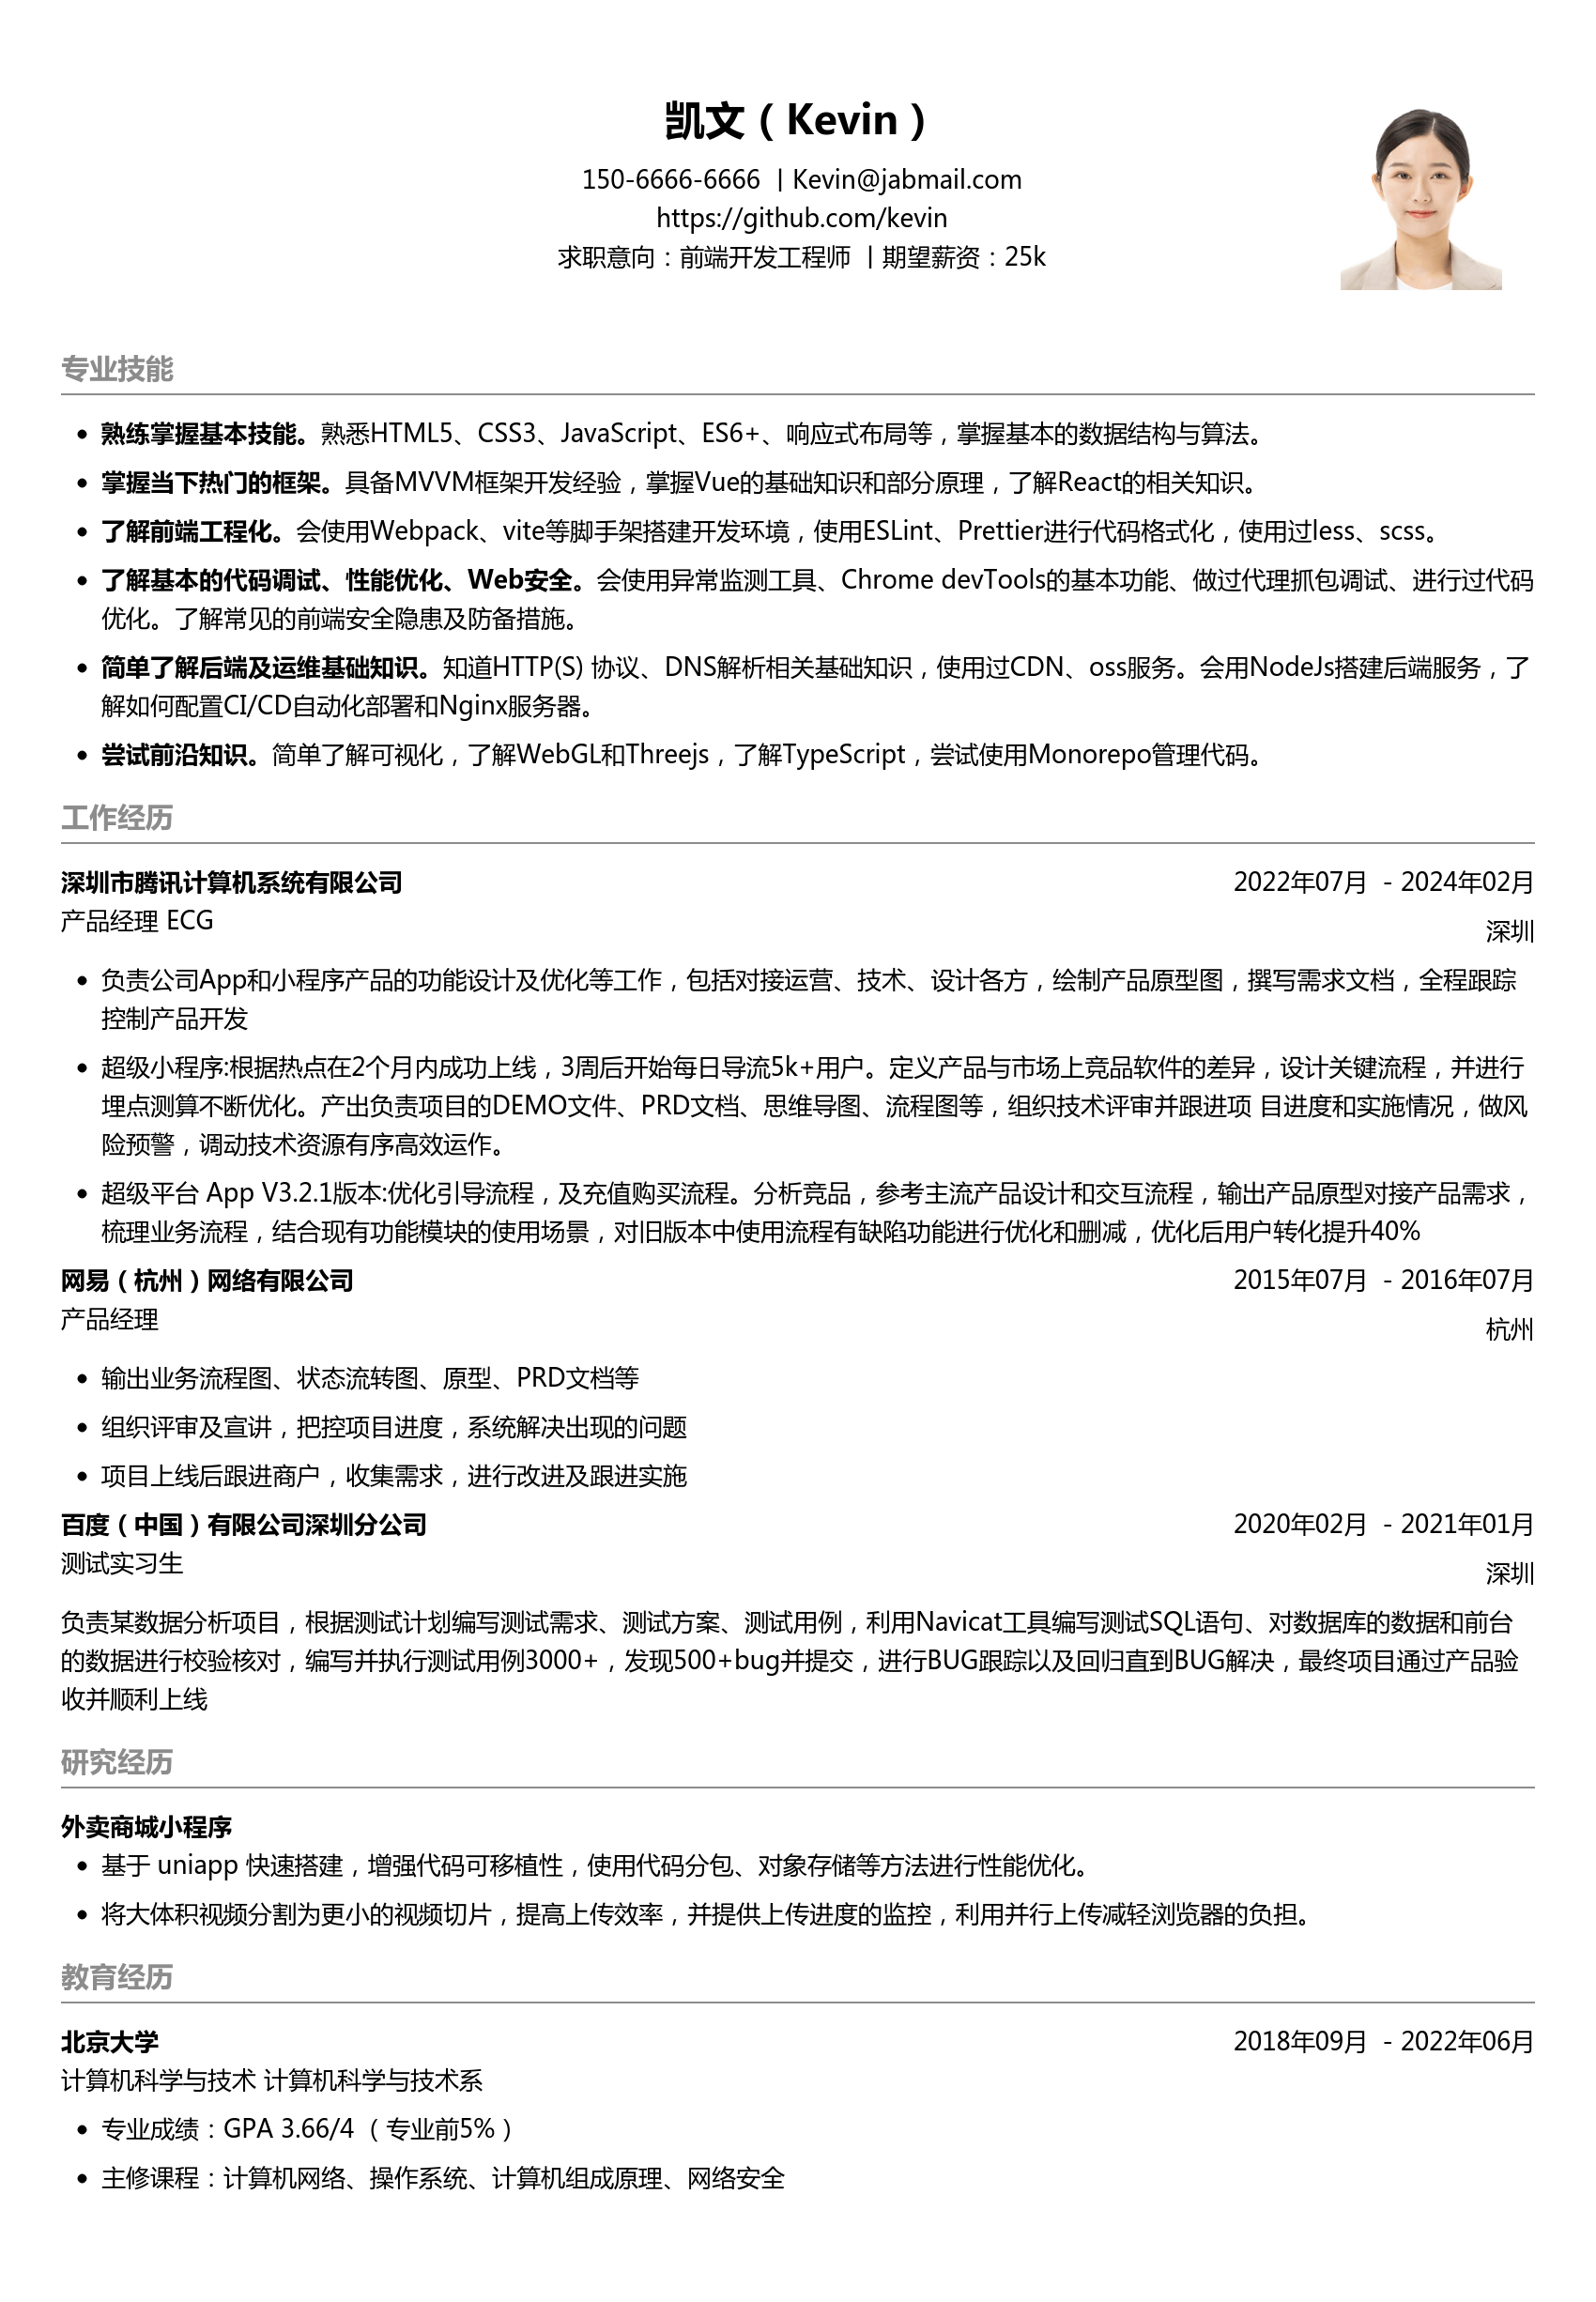 凯文（Kevin）
150-6666-6666 | Kevin@jabmail.com
https://github.com/kevin
求职意向：前端开发工程师 | 期望薪资：25k
专业技能
• 熟练掌握基本技能。熟悉HTML5、CSS3、JavaScript、ES6+、响应式布局等，掌握基本的数据结构与算法。
• 掌握当下热门的框架。具备MVVM框架开发经验，掌握Vue的基础知识和部分原理，了解React的相关知识。
• 了解前端工程化。会使用Webpack、vite等脚手架搭建开发环境，使用ESLint、Prettier进行代码格式化，使用过less、scss。
• 了解基本的代码调试、性能优化、Web安全。会使用异常监测工具、Chrome devTools的基本功能、做过代理抓包调试、进行过代码
优化。了解常见的前端安全隐患及防备措施。
• 简单了解后端及运维基础知识。知道HTTP(S) 协议、DNS解析相关基础知识，使用过CDN、oss服务。会用NodeJs搭建后端服务，了
解如何配置CI/CD自动化部署和Nginx服务器。
• 尝试前沿知识。简单了解可视化，了解WebGL和Threejs，了解TypeScript，尝试使用Monorepo管理代码。
工作经历
深圳市腾讯计算机系统有限公司 2022年07月 - 2024年02月
产品经理 ECG 深圳
• 负责公司App和小程序产品的功能设计及优化等工作，包括对接运营、技术、设计各方，绘制产品原型图，撰写需求文档，全程跟踪
控制产品开发
• 超级小程序:根据热点在2个月内成功上线，3周后开始每日导流5k+用户。定义产品与市场上竞品软件的差异，设计关键流程，并进行
埋点测算不断优化。产出负责项目的DEMO文件、PRD文档、思维导图、流程图等，组织技术评审并跟进项 目进度和实施情况，做风
险预警，调动技术资源有序高效运作。
• 超级平台 App V3.2.1版本:优化引导流程，及充值购买流程。分析竞品，参考主流产品设计和交互流程，输出产品原型对接产品需求，
梳理业务流程，结合现有功能模块的使用场景，对旧版本中使用流程有缺陷功能进行优化和删减，优化后用户转化提升40%
网易（杭州）网络有限公司 2015年07月 - 2016年07月
产品经理 杭州
• 输出业务流程图、状态流转图、原型、PRD文档等
• 组织评审及宣讲，把控项目进度，系统解决出现的问题
• 项目上线后跟进商户，收集需求，进行改进及跟进实施
百度（中国）有限公司深圳分公司 2020年02月 - 2021年01月
测试实习生 深圳
负责某数据分析项目，根据测试计划编写测试需求、测试方案、测试用例，利用Navicat工具编写测试SQL语句、对数据库的数据和前台
的数据进行校验核对，编写并执行测试用例3000+，发现500+bug并提交，进行BUG跟踪以及回归直到BUG解决，最终项目通过产品验
收并顺利上线
研究经历
外卖商城小程序
• 基于 uniapp 快速搭建，增强代码可移植性，使用代码分包、对象存储等方法进行性能优化。
• 将大体积视频分割为更小的视频切片，提高上传效率，并提供上传进度的监控，利用并行上传减轻浏览器的负担。
教育经历
北京大学 2018年09月 - 2022年06月
计算机科学与技术 计算机科学与技术系
• 专业成绩：GPA 3.66/4 （专业前5%）
• 主修课程：计算机网络、操作系统、计算机组成原理、网络安全